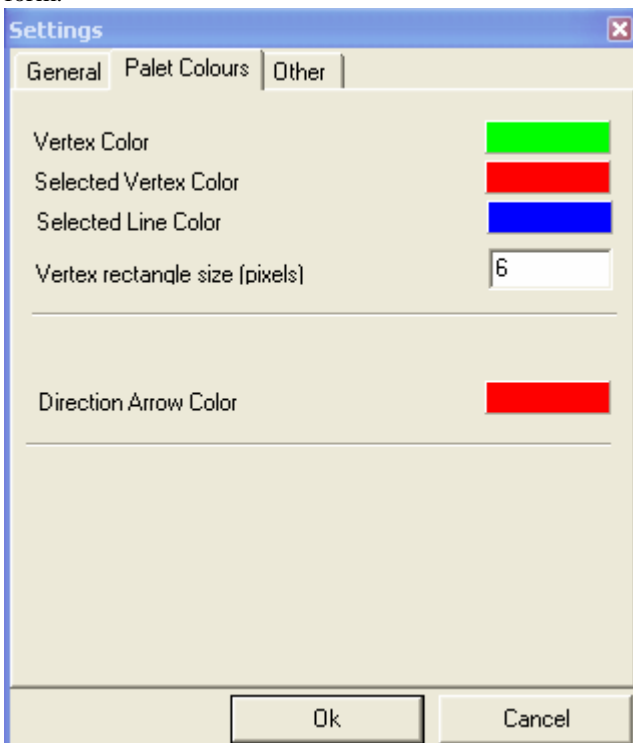 Settings
General Palet Colours Other
Vertex Color
Selected Vertex Color
Selected Line Color
Vertex rectangle size (pixels) 6
Direction Arrow Color
Ok Cancel